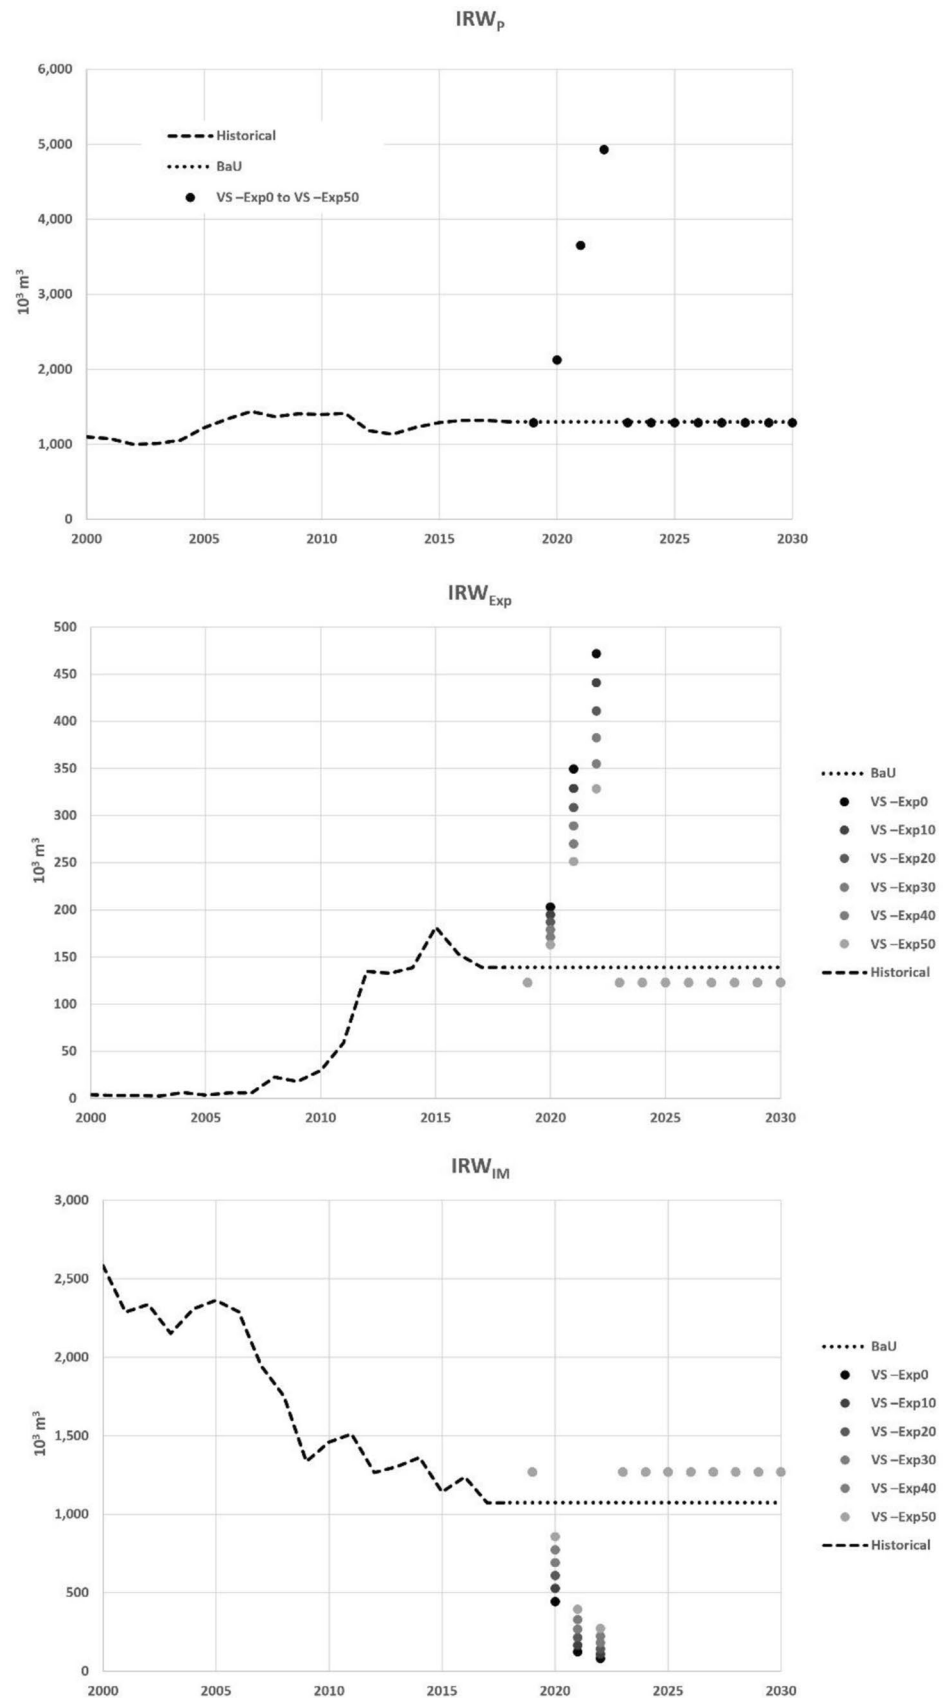 IRWP
6,000
5,000
4,000
3,000
2,000
1,000
0
10³ m³
Historical
BaU
VS –Exp0 to VS –Exp50
2000 2005 2010 2015 2020 2025 2030
IRWExp
500
450
400
350
300
250
200
150
100
50
0
10³ m³
2000 2005 2010 2015 2020 2025 2030
BaU
VS –Exp0
VS –Exp10
VS –Exp20
VS –Exp30
VS –Exp40
VS –Exp50
Historical
IRWIM
3,000
2,500
2,000
1,500
1,000
500
0
10³ m³
2000 2005 2010 2015 2020 2025 2030
BaU
VS –Exp0
VS –Exp10
VS –Exp20
VS –Exp30
VS –Exp40
VS –Exp50
Historical